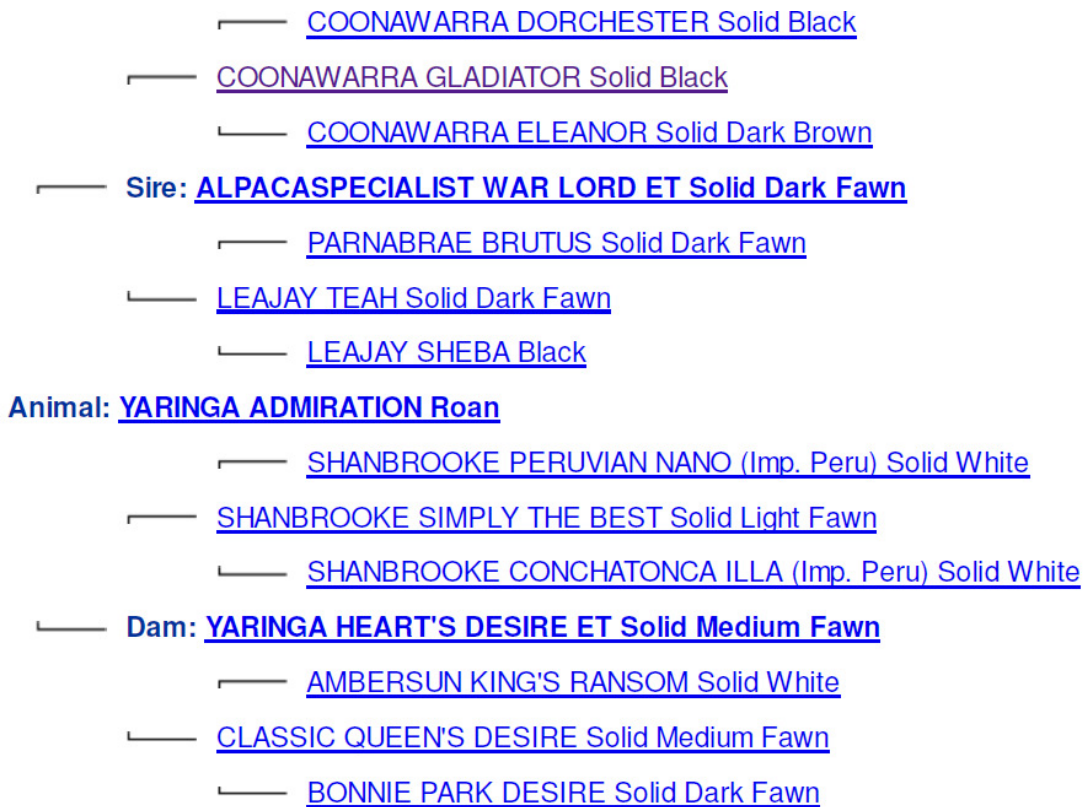 COONAWARRA DORCHESTER Solid Black
COONAWARRA GLADIATOR Solid Black
COONAWARRA ELEANOR Solid Dark Brown
Sire: ALPACASPECIALIST WAR LORD ET Solid Dark Fawn
PARNABRAE BRUTUS Solid Dark Fawn
LEAJAY TEAH Solid Dark Fawn
LEAJAY SHEBA Black
Animal: YARINGA ADMIRATION Roan
SHANBROOKE PERUVIAN NANO (Imp. Peru) Solid White
SHANBROOKE SIMPLY THE BEST Solid Light Fawn
SHANBROOKE CONCHATONCA ILLA (Imp. Peru) Solid White
Dam: YARINGA HEART'S DESIRE ET Solid Medium Fawn
AMBERSUN KING'S RANSOM Solid White
CLASSIC QUEEN'S DESIRE Solid Medium Fawn
BONNIE PARK DESIRE Solid Dark Fawn